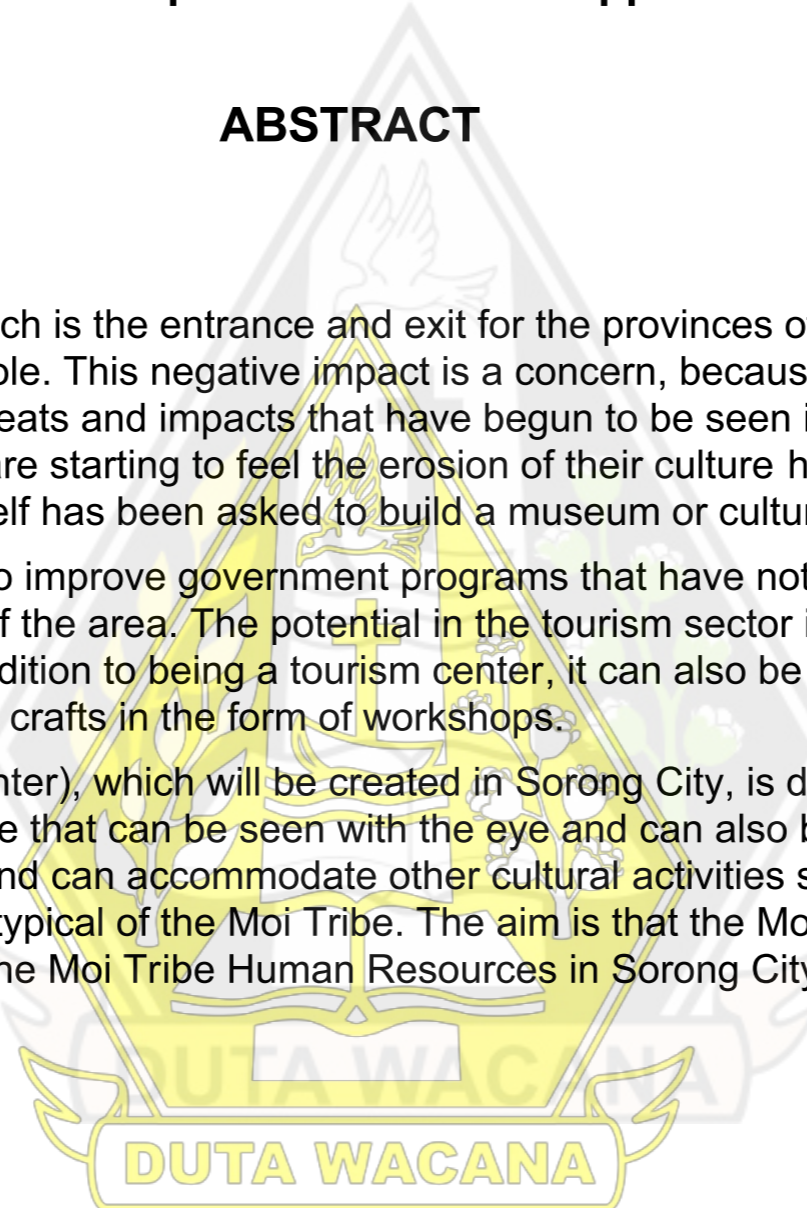 ABSTRACT
ch is the entrance and exit for the provinces of
ole. This negative impact is a concern, becaus
eats and impacts that have begun to be seen i
are starting to feel the erosion of their culture h
elf has been asked to build a museum or cultur
o improve government programs that have not
f the area. The potential in the tourism sector i
dition to being a tourism center, it can also be
crafts in the form of workshops.
nter), which will be created in Sorong City, is d
e that can be seen with the eye and can also b
nd can accommodate other cultural activities s
typical of the Moi Tribe. The aim is that the Mo
ne Moi Tribe Human Resources in Sorong City
DUTA WACANA
DUTA WACANA